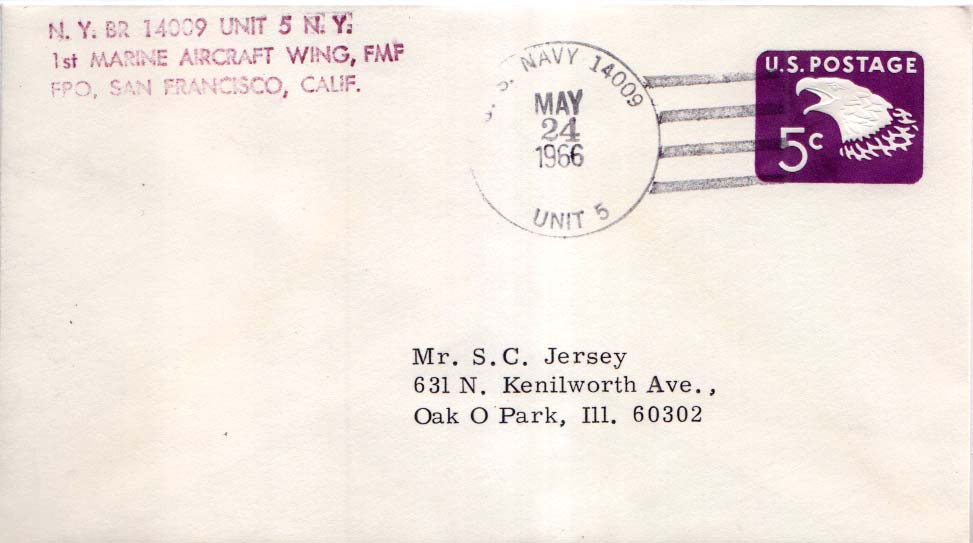 N. Y. BR 14009 UNIT 5 N. Y.
1st MARINE AIRCRAFT WING, FMF
FPO, SAN FRANCISCO, CALIF.
U. S. NAVY 14009
MAY
24
1966
UNIT 5
U.S. POSTAGE
5c
Mr. S.C. Jersey
631 N. Kenilworth Ave.,
Oak O Park, Ill. 60302